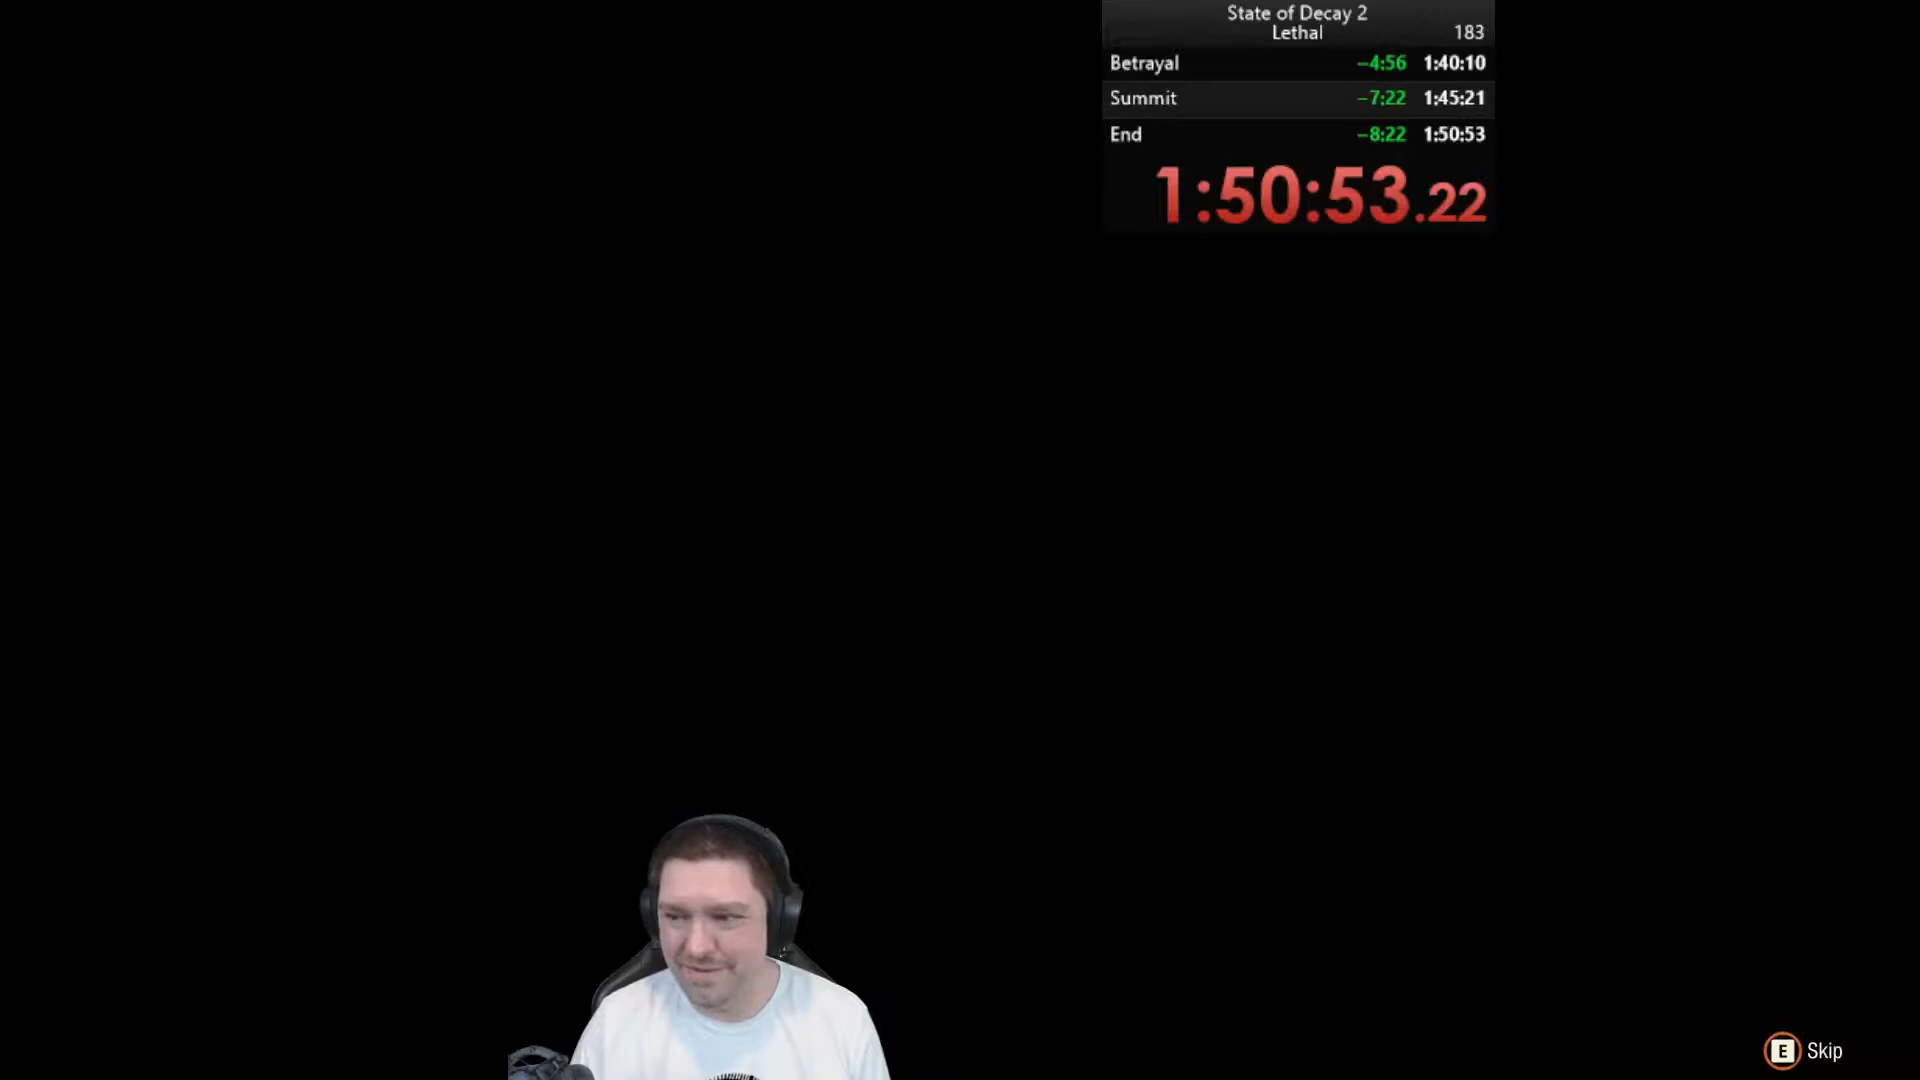 State of Decay 2
Lethal 183
Betrayal -4:56 1:40:10
Summit -7:22 1:45:21
End -8:22 1:50:53
1:50:53.22
E Skip